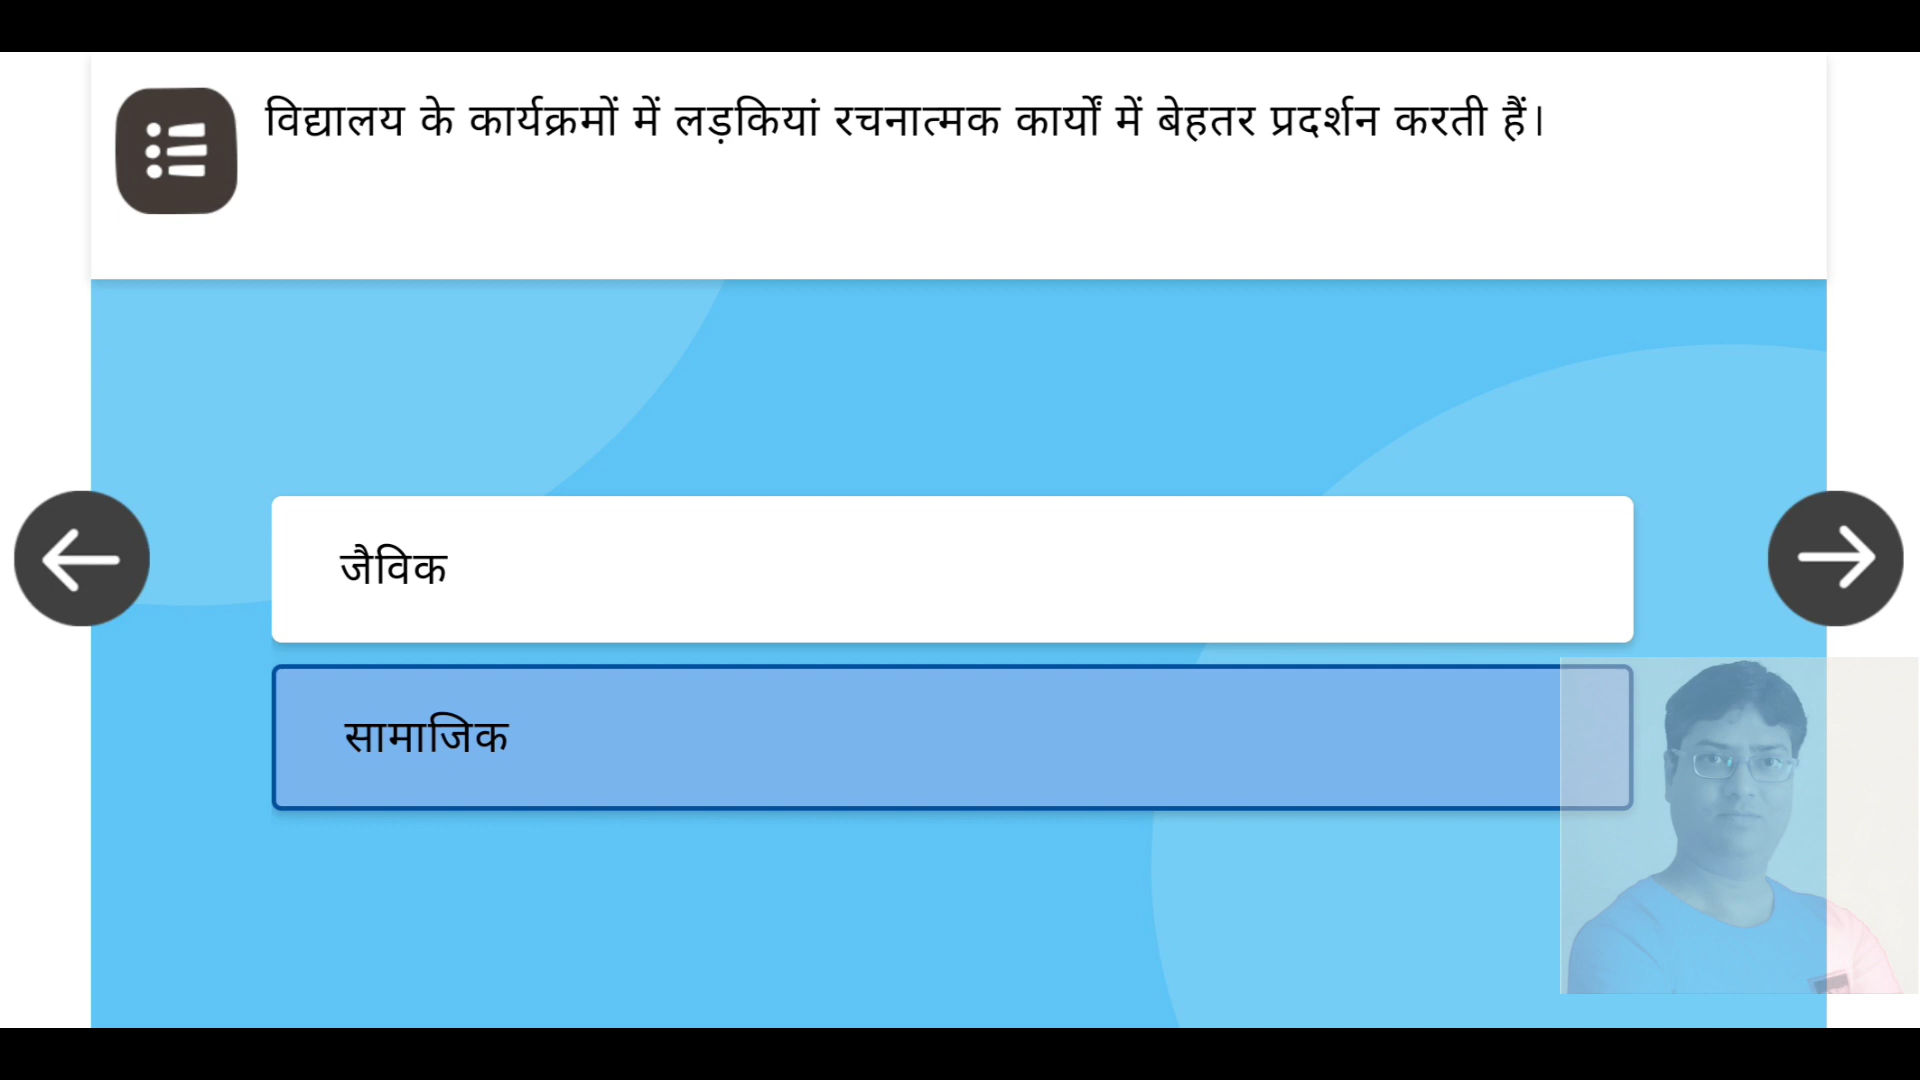 विद्यालय के कार्यक्रमों में लड़कियां रचनात्मक कार्यों में बेहतर प्रदर्शन करती हैं।
जैविक
सामाजिक